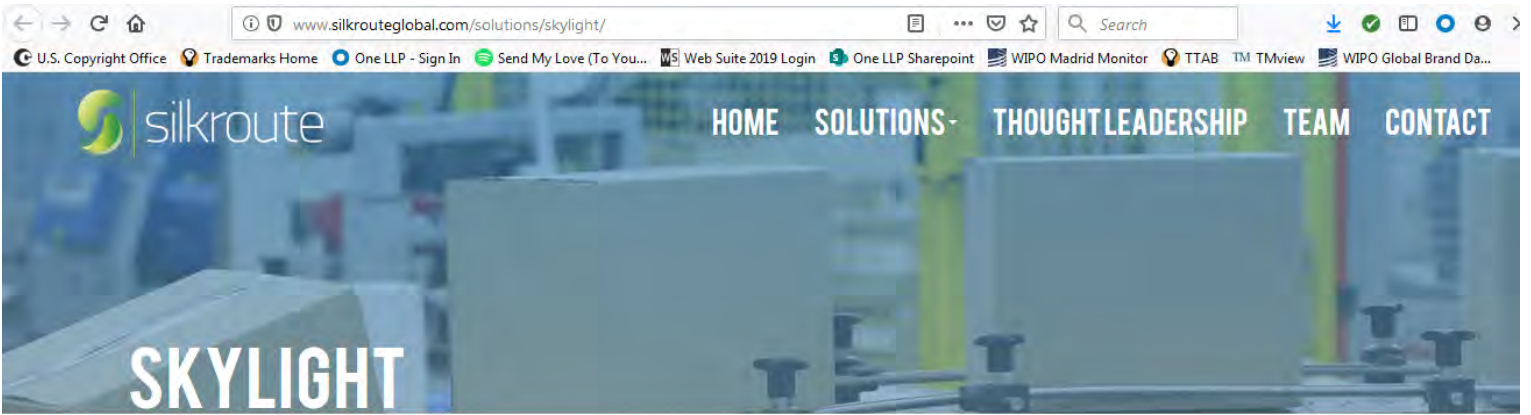 www.silkrouteglobal.com/solutions/skylight/
Search
U.S. Copyright Office Trademarks Home One LLP - Sign In Send My Love (To You... WS Web Suite 2019 Login One LLP Sharepoint WIPO Madrid Monitor TTAB TM TMview WIPO Global Brand Da...
silkroute HOME SOLUTIONS THOUGHT LEADERSHIP TEAM CONTACT
SKYLIGHT